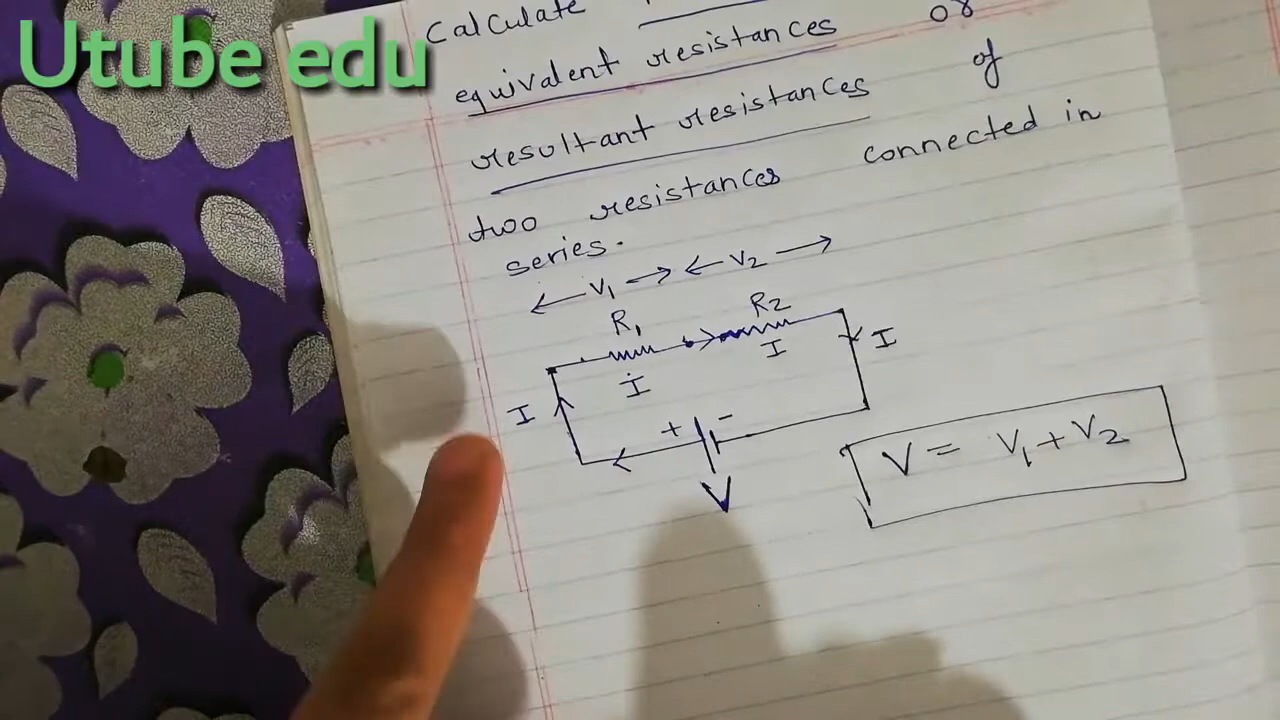 Utube edu
Calculate
equivalent resistances or
resultant resistances of
two resistances connected in
series.
V1 V2
R1 R2
I I
I I
+ -
V
V = V1 + V2